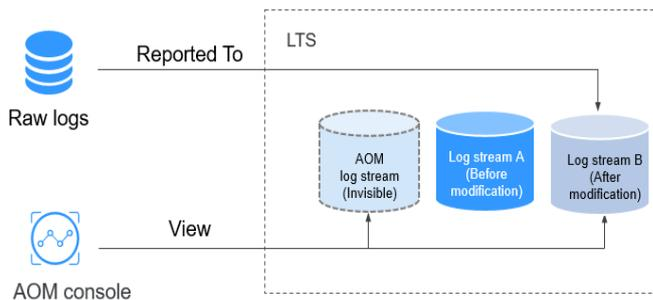 LTS
Reported To
Raw logs
AOM
log stream
(Invisible)
Log stream A
(Before
modification)
Log stream B
(After
modification)
View
AOM console